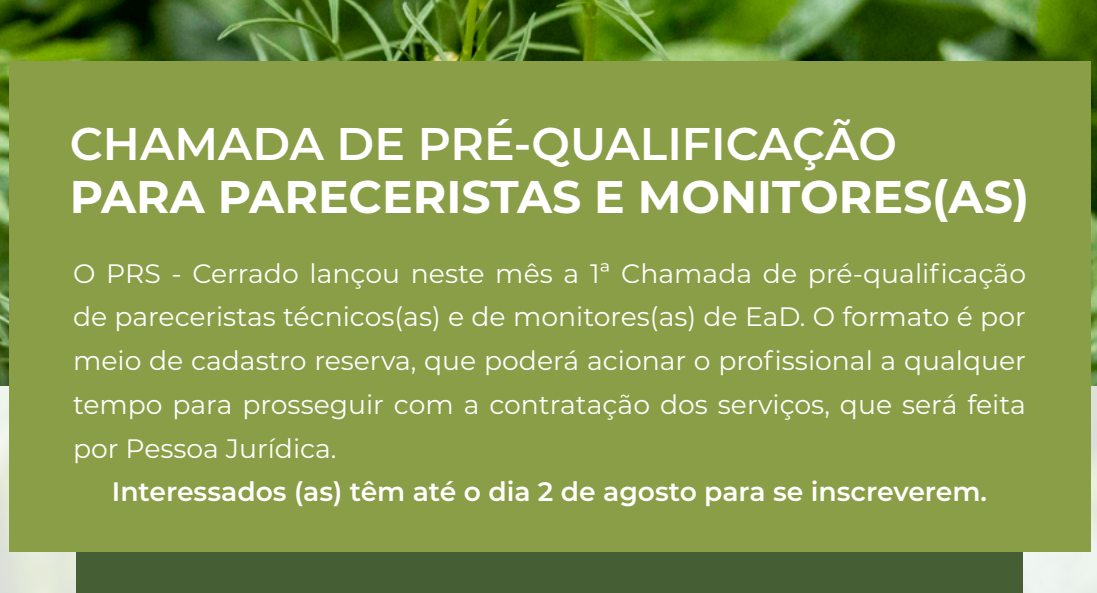 CHAMADA DE PRÉ-QUALIFICAÇÃO
PARA PARECERISTAS E MONITORES(AS)
O PRS - Cerrado lançou neste mês a 1ª Chamada de pré-qualificação
de pareceristas técnicos(as) e de monitores(as) de EaD. O formato é por
meio de cadastro reserva, que poderá acionar o profissional a qualquer
tempo para prosseguir com a contratação dos serviços, que será feita
por Pessoa Jurídica.
Interessados (as) têm até o dia 2 de agosto para se inscreverem.